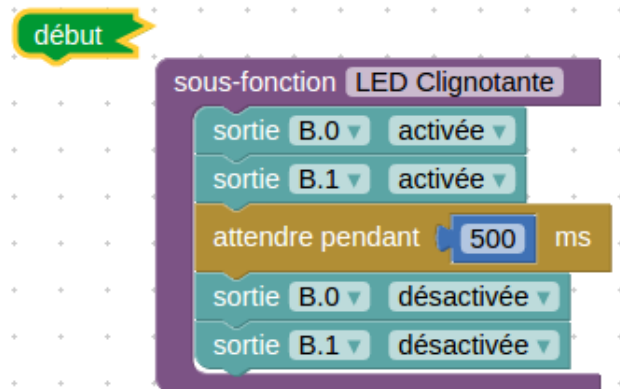 début
sous-fonction LED Clignotante
sortie B.0 activée
sortie B.1 activée
attendre pendant 500 ms
sortie B.0 désactivée
sortie B.1 désactivée